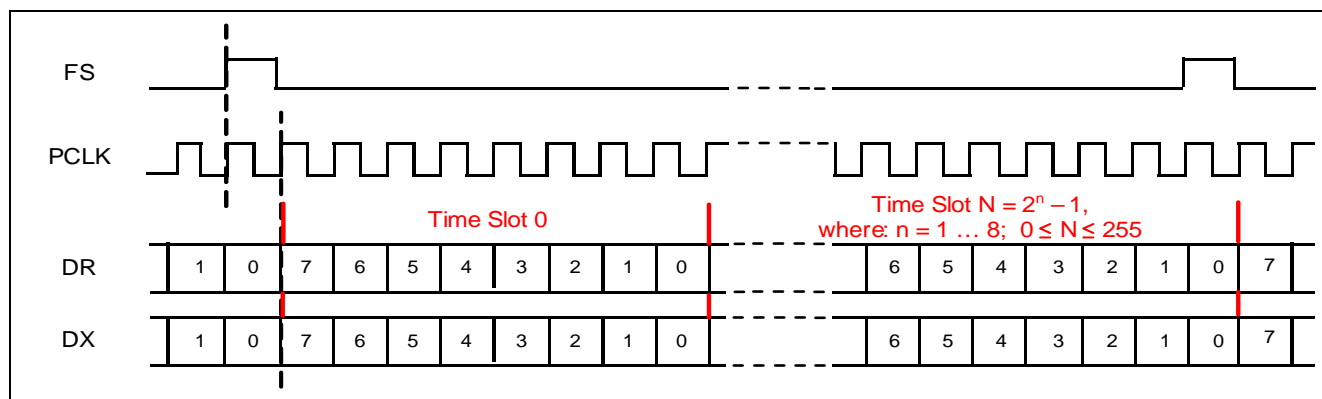 FS
PCLK
Time Slot 0
Time Slot N = 2ⁿ – 1,
where: n = 1 … 8; 0 ≤ N ≤ 255
DR 1 0 7 6 5 4 3 2 1 0 6 5 4 3 2 1 0 7
DX 1 0 7 6 5 4 3 2 1 0 6 5 4 3 2 1 0 7